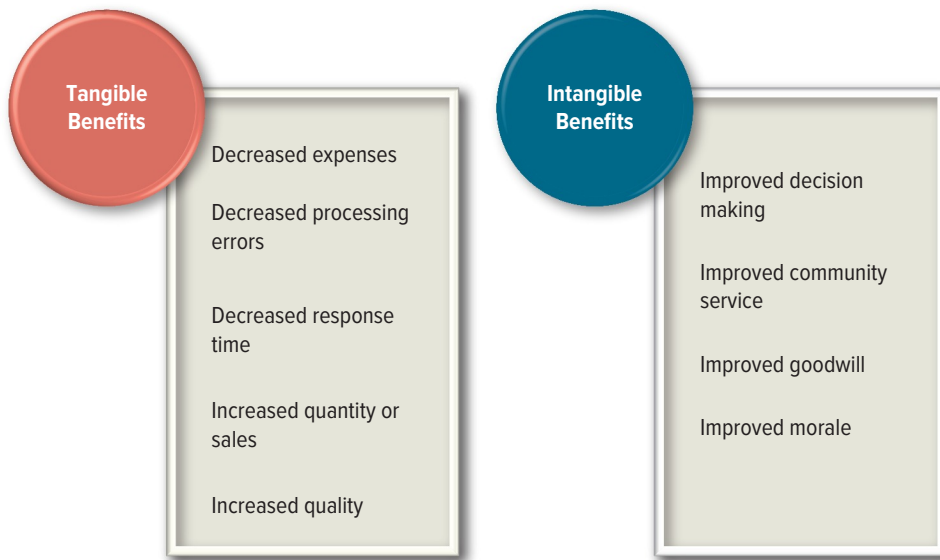 Tangible
Benefits
Decreased expenses
Decreased processing
errors
Decreased response
time
Increased quantity or
sales
Increased quality
Intangible
Benefits
Improved decision
making
Improved community
service
Improved goodwill
Improved morale